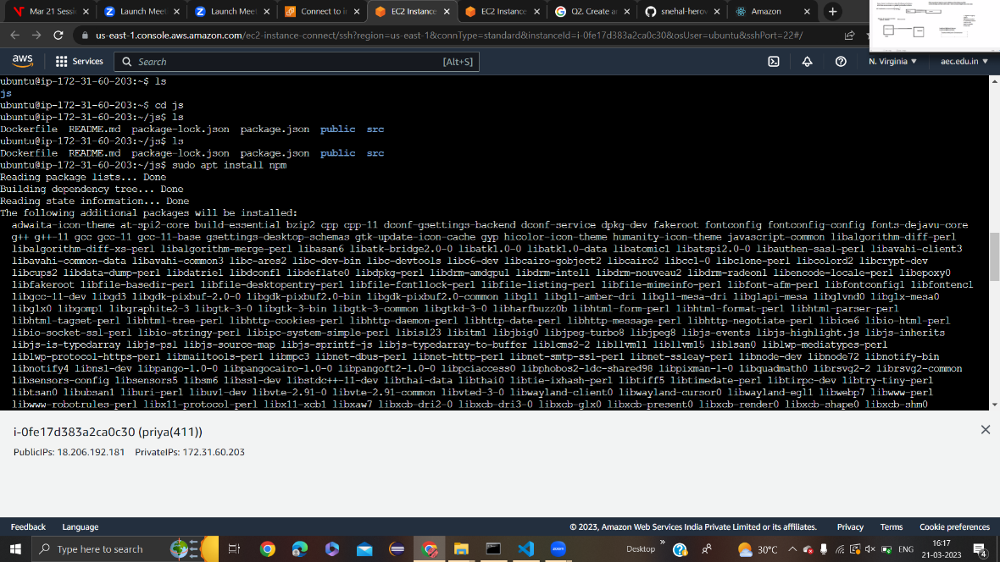 Mar 21 Sessi
Launch Meet
Launch Meet
Connect to in
EC2 Instance
EC2 Instance
Q2. Create an
snehal-herov
Amazon
us-east-1.console.aws.amazon.com/ec2-instance-connect/ssh?region=us-east-1&connType=standard&instanceId=i-0fe17d383a2ca0c30&osUser=ubuntu&sshPort=22#/
aws Services Search [Alt+S] N. Virginia ▼ aec.edu.in ▼
ubuntu@ip-172-31-60-203:~$ ls
js
ubuntu@ip-172-31-60-203:~$ cd js
ubuntu@ip-172-31-60-203:~/js$ ls
Dockerfile README.md package-lock.json package.json public src
ubuntu@ip-172-31-60-203:~/js$ ls
Dockerfile README.md package-lock.json package.json public src
ubuntu@ip-172-31-60-203:~/js$ sudo apt install npm
Reading package lists... Done
Building dependency tree... Done
Reading state information... Done
The following additional packages will be installed:
adwaita-icon-theme at-spi2-core build-essential bzip2 cpp cpp-11 dconf-gsettings-backend dconf-service dpkg-dev fakeroot fontconfig fontconfig-config fonts-dejavu-core
g++ g++-11 gcc gcc-11 gcc-11-base gsettings-desktop-schemas gtk-update-icon-cache gyp hicolor-icon-theme humanity-icon-theme javascript-common libalgorithm-diff-perl
libalgorithm-diff-xs-perl libalgorithm-merge-perl libasan6 libatk-bridge2.0-0 libatk1.0-0 libatk1.0-data libatomic1 libatspi2.0-0 libauthen-sasl-perl libavahi-client3
libavahi-common-data libavahi-common3 libc-ares2 libc-dev-bin libc-devtools libc6-dev libcairo-gobject2 libcairo2 libcc1-0 libclone-perl libcolord2 libcrypt-dev
libcups2 libdata-dump-perl libdatrie1 libdconf1 libdeflate0 libdpkg-perl libdrm-amdgpu1 libdrm-intel1 libdrm-nouveau2 libdrm-radeon1 libencode-locale-perl libepoxy0
libfakeroot libfile-basedir-perl libfile-desktopentry-perl libfile-fcntllock-perl libfile-listing-perl libfile-mimeinfo-perl libfont-afm-perl libfontconfig1 libfontenc1
libgcc-11-dev libgd3 libgdk-pixbuf-2.0-0 libgdk-pixbuf2.0-bin libgdk-pixbuf2.0-common libgl1 libgl1-amber-dri libgl1-mesa-dri libglapi-mesa libglvnd0 libglx-mesa0
libglx0 libgomp1 libgraphite2-3 libgtk-3-0 libgtk-3-bin libgtk-3-common libgtkd-3-0 libharfbuzz0b libhtml-form-perl libhtml-format-perl libhtml-parser-perl
libhtml-tagset-perl libhtml-tree-perl libhttp-cookies-perl libhttp-daemon-perl libhttp-date-perl libhttp-message-perl libhttp-negotiate-perl libice6 libio-html-perl
libio-socket-ssl-perl libio-stringy-perl libipc-system-simple-perl libisl23 libitm1 libjbig0 libjpeg-turbo8 libjpeg8 libjs-events libjs-highlight.js libjs-inherits
libjs-is-typedarray libjs-psl libjs-source-map libjs-sprintf-js libjs-typedarray-to-buffer liblcms2-2 libllvm11 libllvm15 liblsan0 liblwp-mediatypes-perl
liblwp-protocol-https-perl libmailtools-perl libmpc3 libnet-dbus-perl libnet-http-perl libnet-smtp-ssl-perl libnet-ssleay-perl libnode-dev libnode72 libnotify-bin
libnotify4 libnsl-dev libpango-1.0-0 libpangocairo-1.0-0 libpangoft2-1.0-0 libpciaccess0 libphobos2-ldc-shared98 libpixman-1-0 libquadmath0 librsvg2-2 librsvg2-common
libsensors-config libsensors5 libsm6 libssl-dev libstdc++-11-dev libthai-data libthai0 libtie-ixhash-perl libtiff5 libtimedate-perl libtirpc-dev libtry-tiny-perl
libtsan0 libubsan1 liburi-perl libuv1-dev libvte-2.91-0 libvte-2.91-common libvted-3-0 libwayland-client0 libwayland-cursor0 libwayland-egl1 libwebp7 libwww-perl
libwww-robotrules-perl libx11-protocol-perl libx11-xcb1 libxaw7 libxcb-dri2-0 libxcb-dri3-0 libxcb-glx0 libxcb-present0 libxcb-render0 libxcb-shape0 libxcb-shm0
i-0fe17d383a2ca0c30 (priya(411))
PublicIPs: 18.206.192.181 PrivateIPs: 172.31.60.203
Feedback Language © 2023, Amazon Web Services India Private Limited or its affiliates. Privacy Terms Cookie preferences
Type here to search Desktop 30°C ENG 16:17
21-03-2023 4